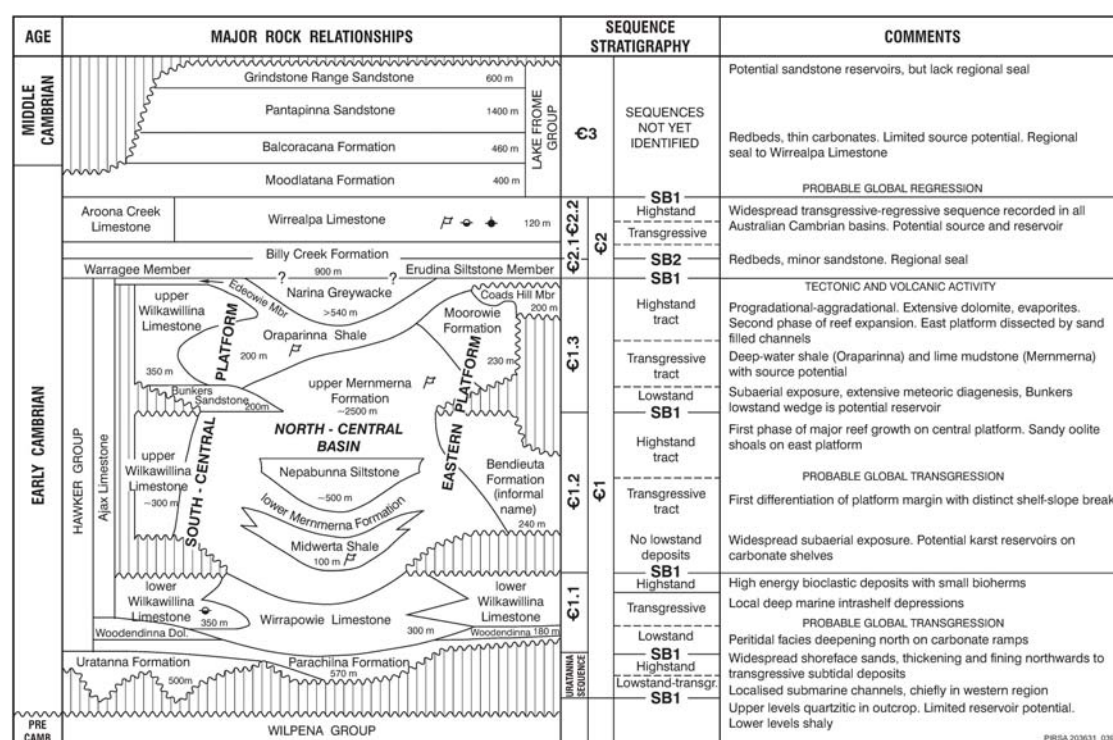 AGE
MAJOR ROCK RELATIONSHIPS
SEQUENCE
STRATIGRAPHY
COMMENTS
MIDDLE
CAMBRIAN
EARLY CAMBRIAN
PRE
CAMB.
Grindstone Range Sandstone
600 m
Pantapinna Sandstone
1400 m
Balcoracana Formation
460 m
Moodlatana Formation
400 m
LAKE FROME
GROUP
Aroona Creek
Limestone
Wirrealpa Limestone
120 m
Billy Creek Formation
900 m
Warragee Member
Erudina Siltstone Member
?
?
HAWKER GROUP
Ajax Limestone
upper
Wilkawillina
Limestone
350 m
Edeowie Mbr
Narina Greywacke
>540 m
Coads Hill Mbr
200 m
Moorowie
Formation
230 m
Oraparinna Shale
200 m
PLATFORM
Bunkers
Sandstone
200m
upper Mernmerna
Formation
~2500 m
EASTERN PLATFORM
NORTH - CENTRAL
BASIN
SOUTH - CENTRAL
upper
Wilkawillina
Limestone
~300 m
Nepabunna Siltstone
~500 m
lower Mernmerna Formation
Midwerta Shale
100 m
Bendieuta
Formation
(informal
name)
240 m
lower
Wilkawillina
Limestone
350 m
Wirrapowie Limestone
300 m
lower
Wilkawillina
Limestone
Woodendinna Dol.
Woodendinna 180 m
Uratanna Formation
500m
Parachilna Formation
570 m
WILPENA GROUP
Є3
Є2.2
Є2.1
Є2
Є1.3
Є1.2
Є1.1
Є1
URATANNA
SEQUENCE
SEQUENCES
NOT YET
IDENTIFIED
SB1
Highstand
Transgressive
SB2
SB1
Highstand
tract
Transgressive
tract
Lowstand
SB1
Highstand
tract
Transgressive
tract
No lowstand
deposits
SB1
Highstand
Transgressive
Lowstand
SB1
Highstand
Lowstand-transgr.
SB1
Potential sandstone reservoirs, but lack regional seal
Redbeds, thin carbonates. Limited source potential. Regional
seal to Wirrealpa Limestone
PROBABLE GLOBAL REGRESSION
Widespread transgressive-regressive sequence recorded in all
Australian Cambrian basins. Potential source and reservoir
Redbeds, minor sandstone. Regional seal
TECTONIC AND VOLCANIC ACTIVITY
Progradational-aggradational. Extensive dolomite, evaporites.
Second phase of reef expansion. East platform dissected by sand
filled channels
Deep-water shale (Oraparinna) and lime mudstone (Mernmerna)
with source potential
Subaerial exposure, extensive meteoric diagenesis, Bunkers
lowstand wedge is potential reservoir
First phase of major reef growth on central platform. Sandy oolite
shoals on east platform
PROBABLE GLOBAL TRANSGRESSION
First differentiation of platform margin with distinct shelf-slope break
Widespread subaerial exposure. Potential karst reservoirs on
carbonate shelves
High energy bioclastic deposits with small bioherms
Local deep marine intrashelf depressions
PROBABLE GLOBAL TRANSGRESSION
Peritidal facies deepening north on carbonate ramps
Widespread shoreface sands, thickening and fining northwards to
transgressive subtidal deposits
Localised submarine channels, chiefly in western region
Upper levels quartzitic in outcrop. Limited reservoir potential.
Lower levels shaly
PIRSA 203631_039